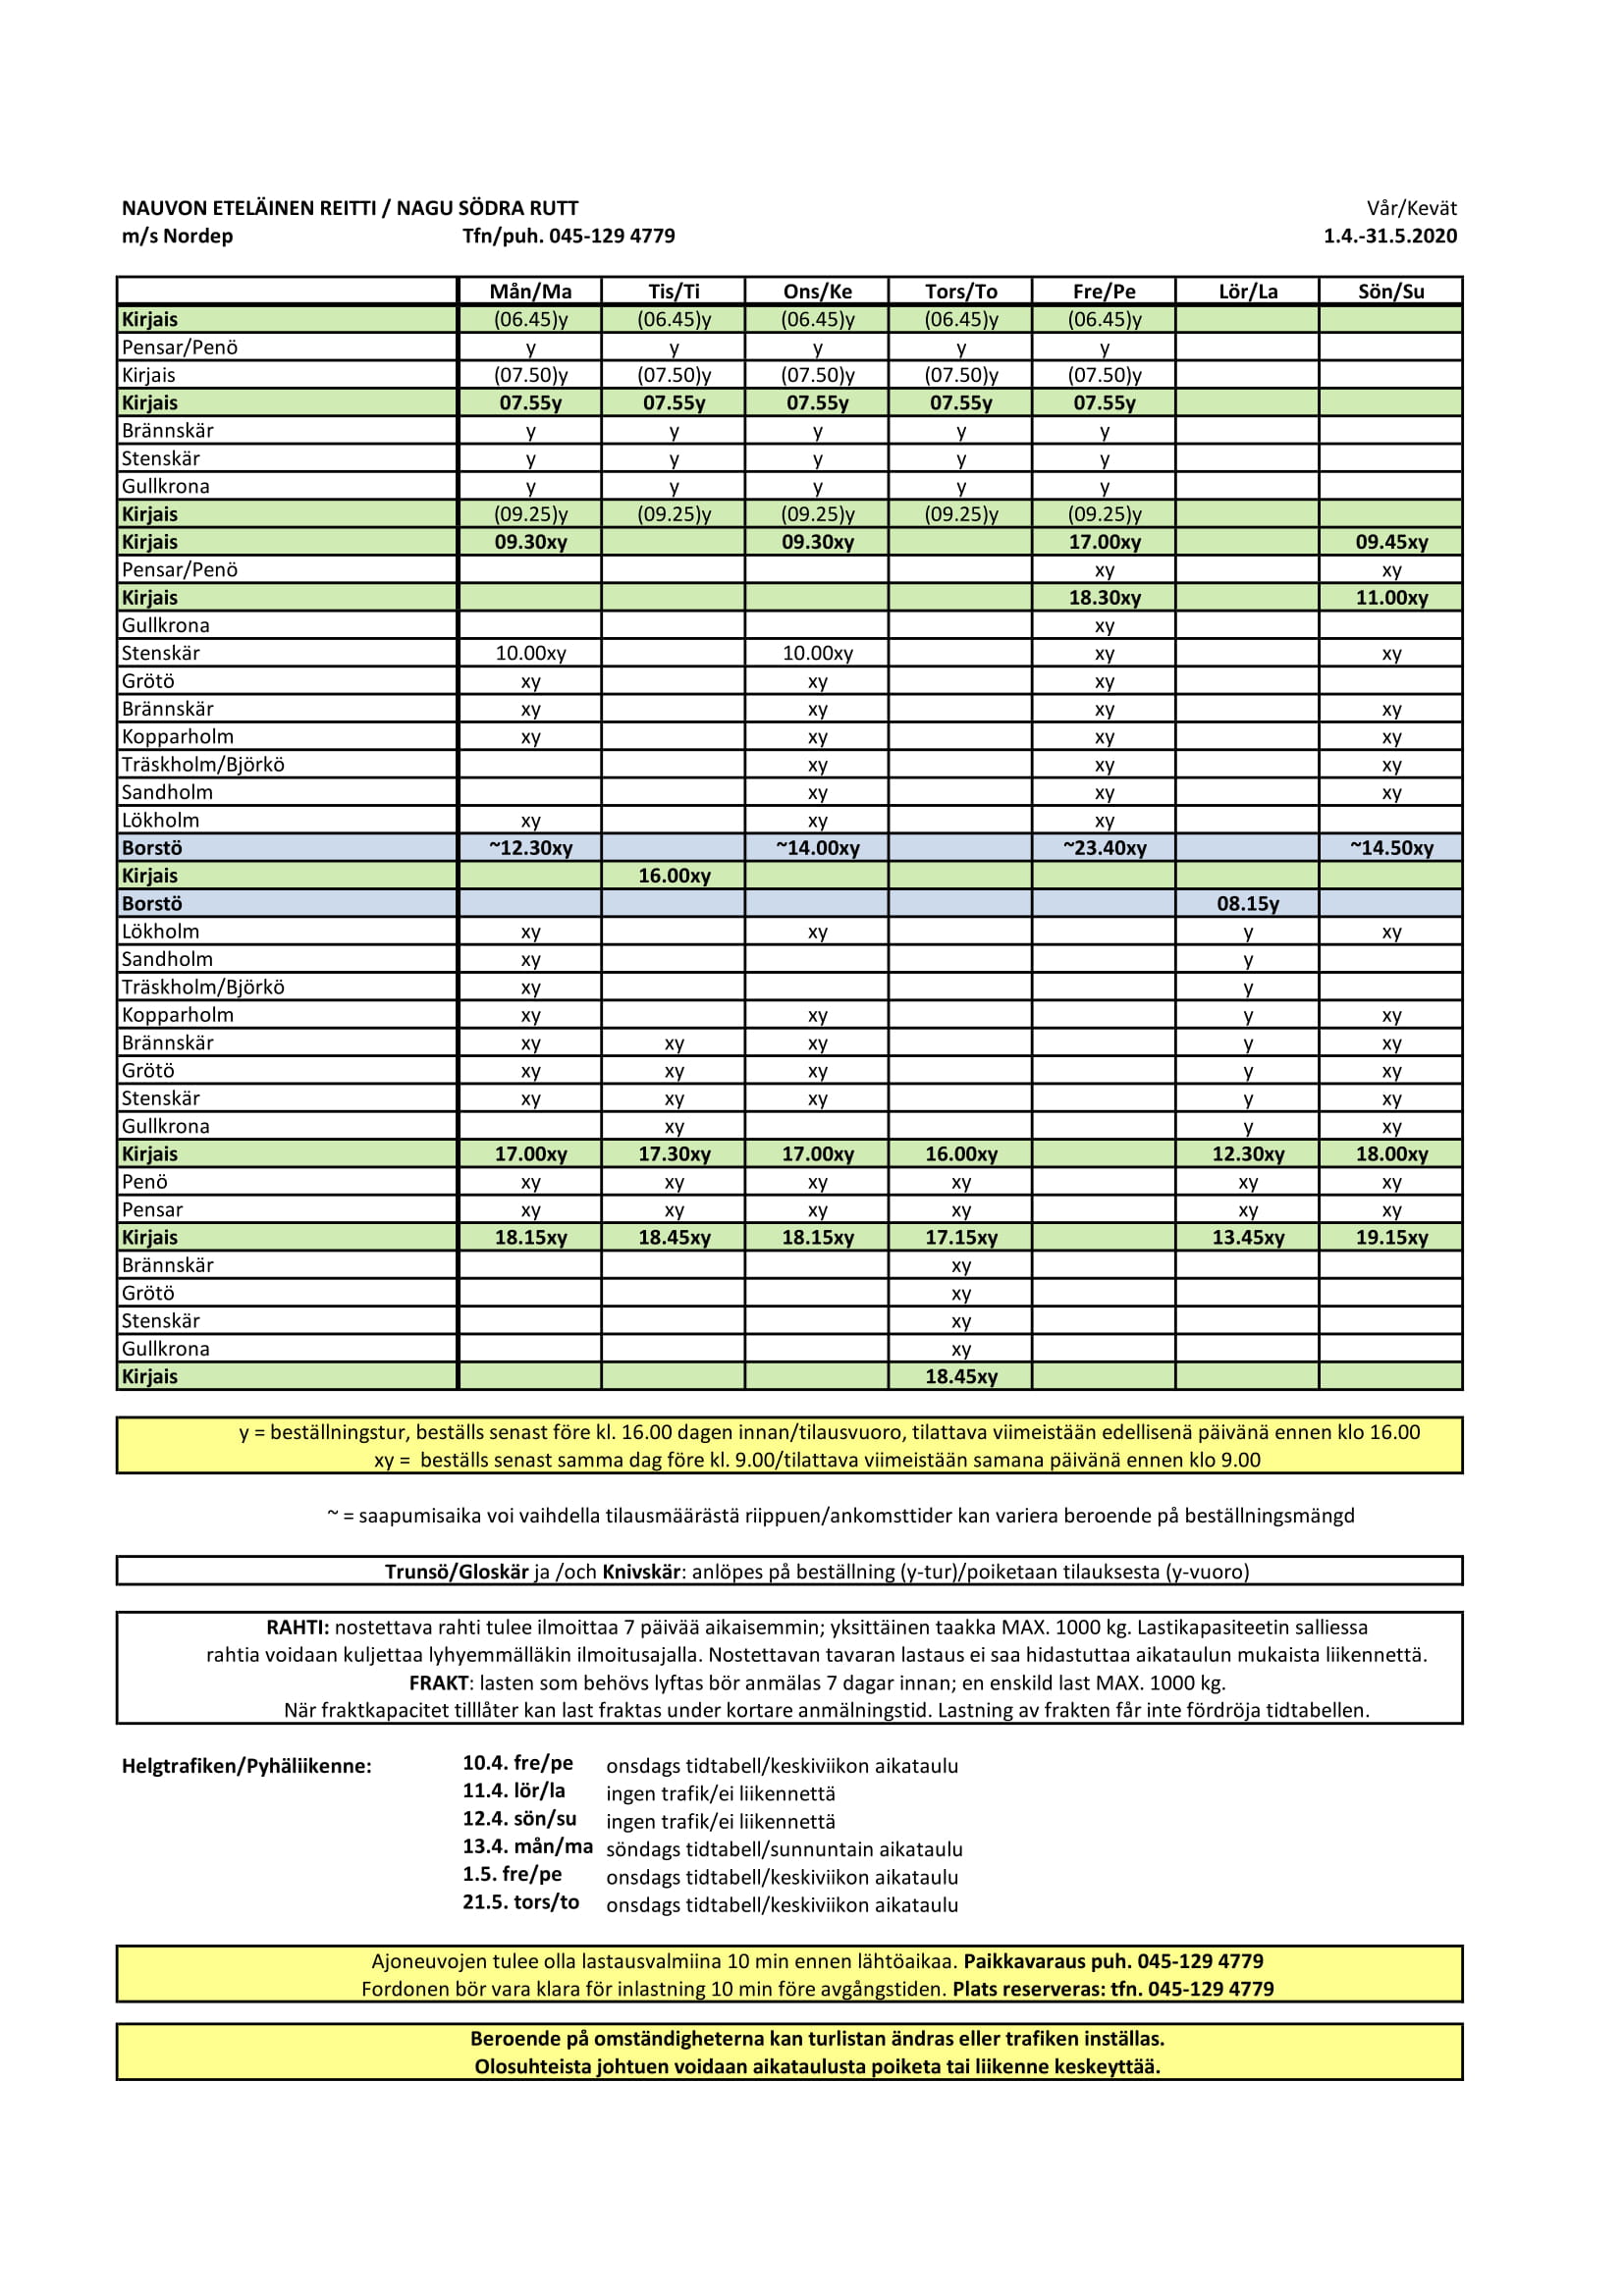 NAUVON ETELÄINEN REITTI / NAGU SÖDRA RUTT Vår/Kevät
m/s Nordep Tfn/puh. 045-129 4779 1.4.-31.5.2020
Mån/Ma Tis/Ti Ons/Ke Tors/To Fre/Pe Lör/La Sön/Su
Kirjais (06.45)y (06.45)y (06.45)y (06.45)y (06.45)y
Pensar/Penö y y y y y
Kirjais (07.50)y (07.50)y (07.50)y (07.50)y (07.50)y
Kirjais 07.55y 07.55y 07.55y 07.55y 07.55y
Brännskär y y y y y
Stenskär y y y y y
Gullkrona y y y y y
Kirjais (09.25)y (09.25)y (09.25)y (09.25)y (09.25)y
Kirjais 09.30xy 09.30xy 17.00xy 09.45xy
Pensar/Penö xy xy
Kirjais 18.30xy 11.00xy
Gullkrona xy
Stenskär 10.00xy 10.00xy xy xy
Grötö xy xy xy
Brännskär xy xy xy xy
Kopparholm xy xy xy xy
Träskholm/Björkö xy xy xy
Sandholm xy xy xy
Lökholm xy xy xy
Borstö ~12.30xy ~14.00xy ~23.40xy ~14.50xy
Kirjais 16.00xy
Borstö 08.15y
Lökholm xy xy y xy
Sandholm xy y
Träskholm/Björkö xy y
Kopparholm xy xy y xy
Brännskär xy xy xy y xy
Grötö xy xy xy y xy
Stenskär xy xy xy y xy
Gullkrona xy y xy
Kirjais 17.00xy 17.30xy 17.00xy 16.00xy 12.30xy 18.00xy
Penö xy xy xy xy xy xy
Pensar xy xy xy xy xy xy
Kirjais 18.15xy 18.45xy 18.15xy 17.15xy 13.45xy 19.15xy
Brännskär xy
Grötö xy
Stenskär xy
Gullkrona xy
Kirjais 18.45xy
y = beställningstur, beställs senast före kl. 16.00 dagen innan/tilausvuoro, tilattava viimeistään edellisenä päivänä ennen klo 16.00
xy = beställs senast samma dag före kl. 9.00/tilattava viimeistään samana päivänä ennen klo 9.00
~ = saapumisaika voi vaihdella tilausmäärästä riippuen/ankomsttider kan variera beroende på beställningsmängd
Trunsö/Gloskär ja /och Knivskär: anlöpes på beställning (y-tur)/poiketaan tilauksesta (y-vuoro)
RAHTI: nostettava rahti tulee ilmoittaa 7 päivää aikaisemmin; yksittäinen taakka MAX. 1000 kg. Lastikapasiteetin salliessa
rahtia voidaan kuljettaa lyhyemmälläkin ilmoitusajalla. Nostettavan tavaran lastaus ei saa hidastuttaa aikataulun mukaista liikennettä.
FRAKT: lasten som behövs lyftas bör anmälas 7 dagar innan; en enskild last MAX. 1000 kg.
När fraktkapacitet tilllåter kan last fraktas under kortare anmälningstid. Lastning av frakten får inte fördröja tidtabellen.
Helgtrafiken/Pyhäliikenne: 10.4. fre/pe onsdags tidtabell/keskiviikon aikataulu
11.4. lör/la ingen trafik/ei liikennettä
12.4. sön/su ingen trafik/ei liikennettä
13.4. mån/ma söndags tidtabell/sunnuntain aikataulu
1.5. fre/pe onsdags tidtabell/keskiviikon aikataulu
21.5. tors/to onsdags tidtabell/keskiviikon aikataulu
Ajoneuvojen tulee olla lastausvalmiina 10 min ennen lähtöaikaa. Paikkavaraus puh. 045-129 4779
Fordonen bör vara klara för inlastning 10 min före avgångstiden. Plats reserveras: tfn. 045-129 4779
Beroende på omständigheterna kan turlistan ändras eller trafiken inställas.
Olosuhteista johtuen voidaan aikataulusta poiketa tai liikenne keskeyttää.